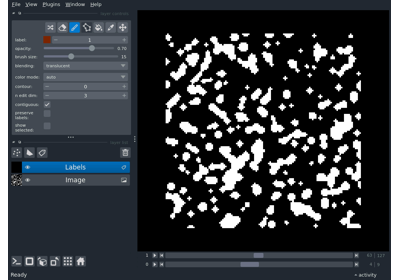 File View Plugins Window Help
label: 1
opacity: 0.70
brush size: 10
blending: translucent
color mode: auto
contour: 0
n edit dim: 3
contiguous:
preserve labels:
show selected:
Labels
Image
Ready
activity